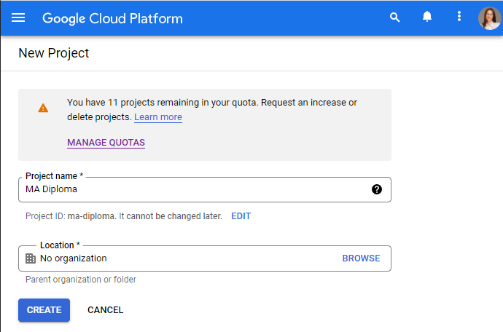 Google Cloud Platform
New Project
You have 11 projects remaining in your quota. Request an increase or
delete projects. Learn more
MANAGE QUOTAS
Project name *
MA Diploma
Project ID: ma-diploma. It cannot be changed later. EDIT
Location *
No organization BROWSE
Parent organization or folder
CREATE CANCEL